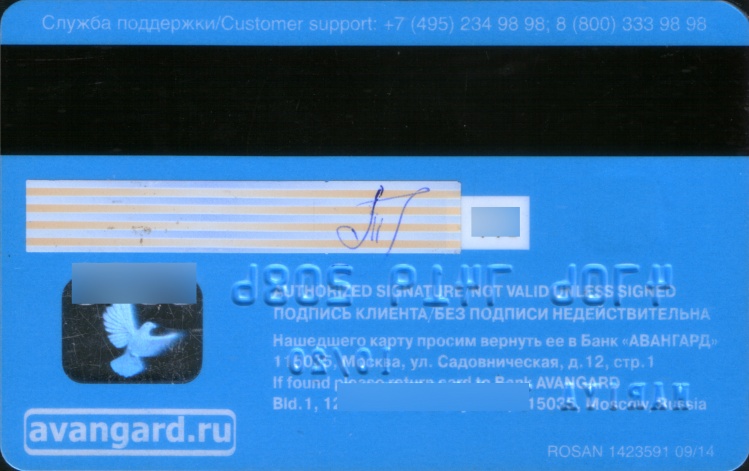 Служба поддержки/Customer support: +7 (495) 234 98 98; 8 (800) 333 98 98
AUTHORIZED SIGNATURE NOT VALID UNLESS SIGNED
ПОДПИСЬ КЛИЕНТА/БЕЗ ПОДПИСИ НЕДЕЙСТВИТЕЛЬНА
Нашедшего карту просим вернуть ее в Банк «АВАНГАРД»
115035, Москва, ул. Садовническая, д.12, стр.1
If found please return card to Bank AVANGARD
Bld.1, 12 15035, Moscow, Russia
avangard.ru
ROSAN 1423591 09/14